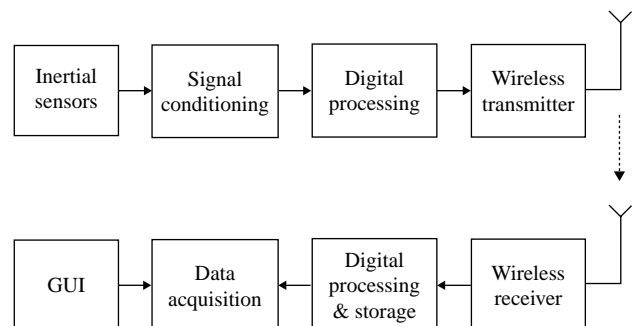 Inertial
sensors
Signal
conditioning
Digital
processing
Wireless
transmitter
GUI
Data
acquisition
Digital
processing
& storage
Wireless
receiver